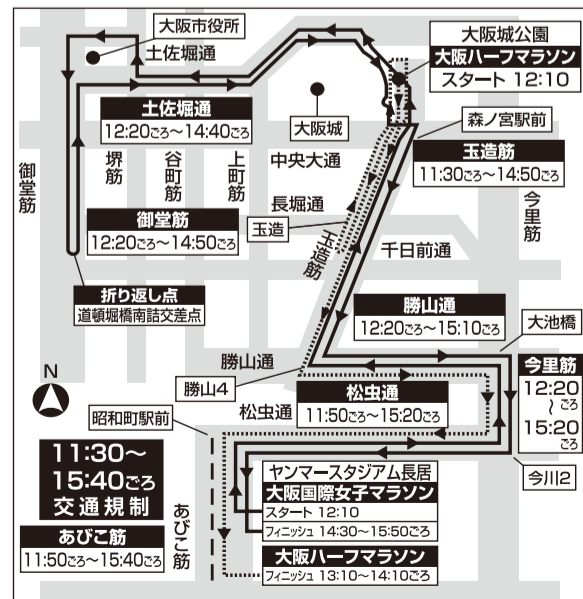 大阪市役所
土佐堀通
大阪城公園
大阪ハーフマラソン
スタート 12:10
土佐堀通
12:20ごろ～14:40ごろ
大阪城
森ノ宮駅前
玉造筋
11:30ごろ～14:50ごろ
御堂筋
堺筋
谷町筋
上町筋
中央大通
長堀通
玉造
玉造筋
今里筋
御堂筋
12:20ごろ～14:50ごろ
千日前通
折り返し点
道頓堀橋南詰交差点
勝山通
12:20ごろ～15:10ごろ
大池橋
N
勝山通
勝山4
松虫通
11:50ごろ～15:20ごろ
今里筋
12:20
～ごろ
15:20
ごろ
昭和町駅前
松虫通
今川2
11:30～
15:40ごろ
交通規制
あびこ筋
11:50ごろ～15:40ごろ
あびこ筋
ヤンマースタジアム長居
大阪国際女子マラソン
スタート 12:10
フィニッシュ 14:30～15:50ごろ
大阪ハーフマラソン
フィニッシュ 13:10～14:10ごろ